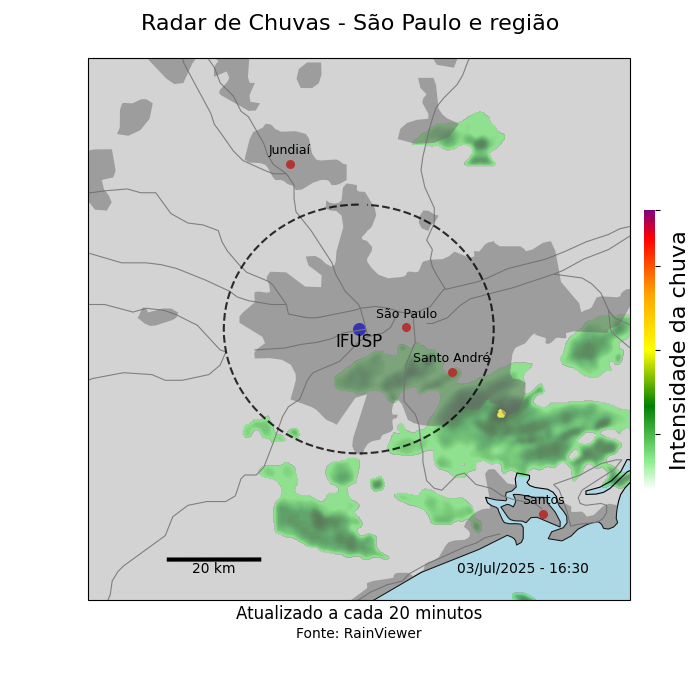 Radar de Chuvas - São Paulo e região
Jundiaí
São Paulo
IFUSP
Santo André
Intensidade da chuva
Santos
20 km
03/Jul/2025 - 16:30
Atualizado a cada 20 minutos
Fonte: RainViewer